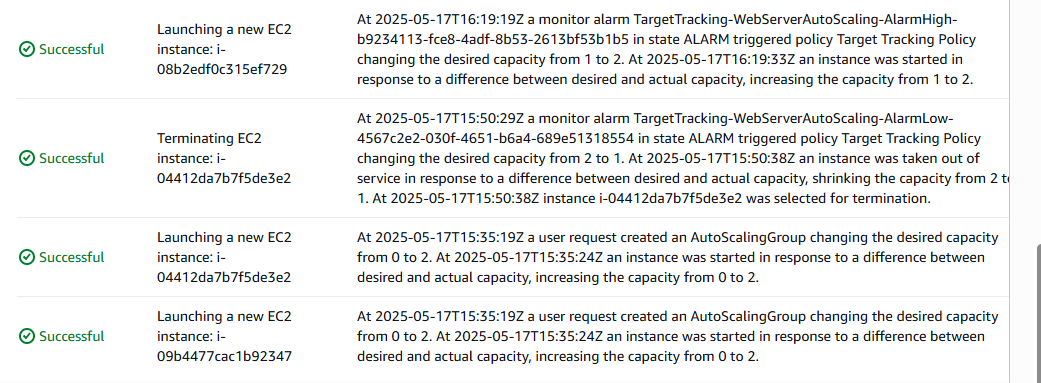 Successful
Launching a new EC2
instance: i-
08b2edf0c315ef729
At 2025-05-17T16:19:19Z a monitor alarm TargetTracking-WebServerAutoScaling-AlarmHigh-
b9234113-fce8-4adf-8b53-2613bf53b1b5 in state ALARM triggered policy Target Tracking Policy
changing the desired capacity from 1 to 2. At 2025-05-17T16:19:33Z an instance was started in
response to a difference between desired and actual capacity, increasing the capacity from 1 to 2.
Successful
Terminating EC2
instance: i-
04412da7b7f5de3e2
At 2025-05-17T15:50:29Z a monitor alarm TargetTracking-WebServerAutoScaling-AlarmLow-
4567c2e2-030f-4651-b6a4-689e51318554 in state ALARM triggered policy Target Tracking Policy
changing the desired capacity from 2 to 1. At 2025-05-17T15:50:38Z an instance was taken out of
service in response to a difference between desired and actual capacity, shrinking the capacity from 2 to
1. At 2025-05-17T15:50:38Z instance i-04412da7b7f5de3e2 was selected for termination.
Successful
Launching a new EC2
instance: i-
04412da7b7f5de3e2
At 2025-05-17T15:35:19Z a user request created an AutoScalingGroup changing the desired capacity
from 0 to 2. At 2025-05-17T15:35:24Z an instance was started in response to a difference between
desired and actual capacity, increasing the capacity from 0 to 2.
Successful
Launching a new EC2
instance: i-
09b4477cac1b92347
At 2025-05-17T15:35:19Z a user request created an AutoScalingGroup changing the desired capacity
from 0 to 2. At 2025-05-17T15:35:24Z an instance was started in response to a difference between
desired and actual capacity, increasing the capacity from 0 to 2.